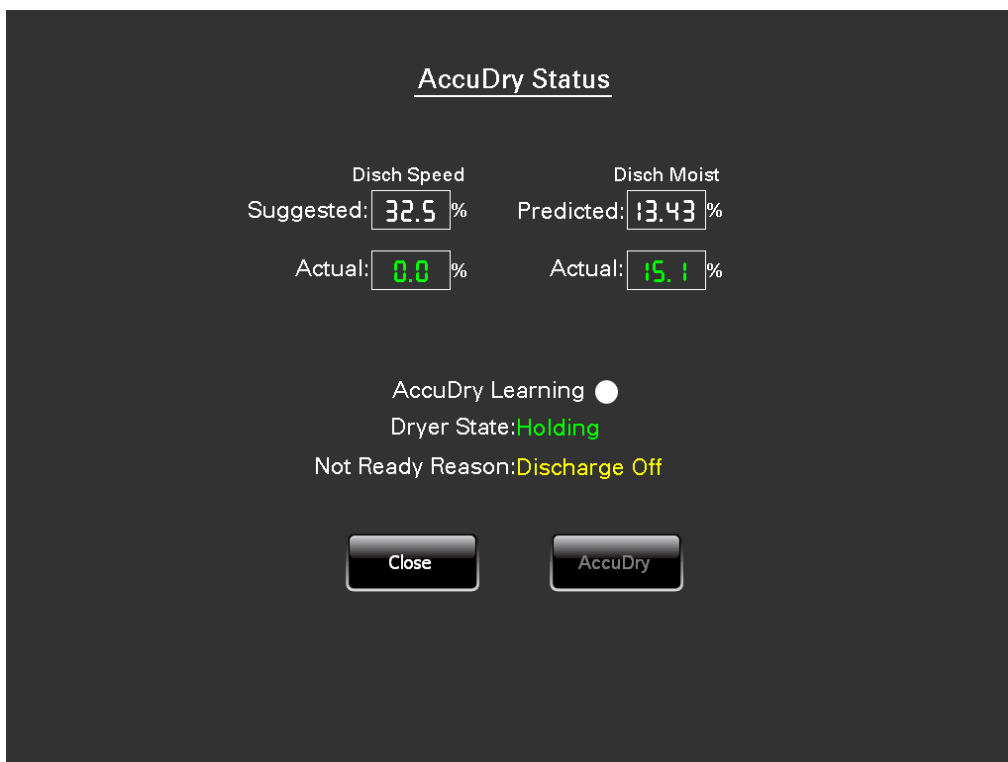 AccuDry Status
Disch Speed Disch Moist
Suggested: 32.5 % Predicted: 13.43 %
Actual: 0.0 % Actual: 15.1 %
AccuDry Learning
Dryer State:Holding
Not Ready Reason:Discharge Off
Close AccuDry